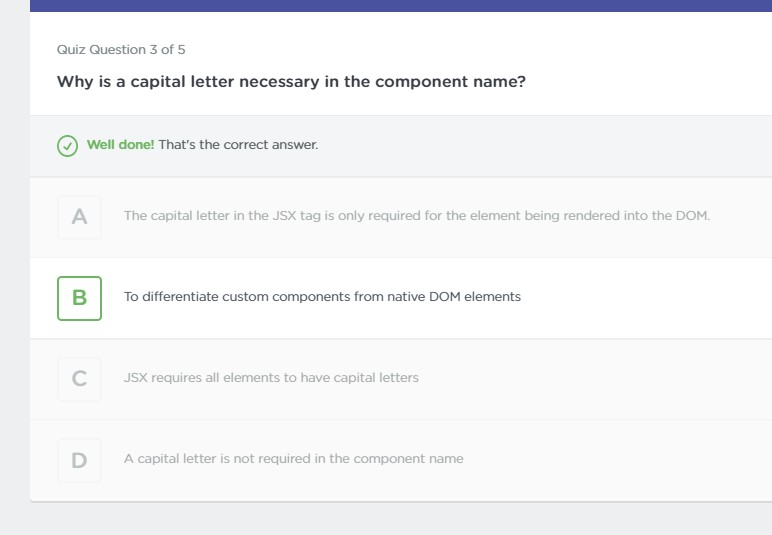 Quiz Question 3 of 5
Why is a capital letter necessary in the component name?
Well done! That's the correct answer.
A The capital letter in the JSX tag is only required for the element being rendered into the DOM.
B To differentiate custom components from native DOM elements
C JSX requires all elements to have capital letters
D A capital letter is not required in the component name